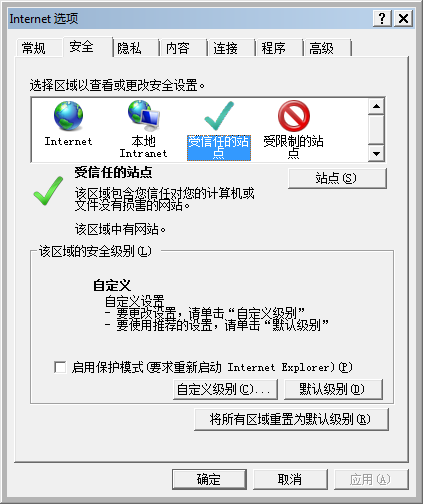 Internet 选项
常规 安全 隐私 内容 连接 程序 高级
选择区域以查看或更改安全设置。
Internet
本地
Intranet
受信任的站
点
受限制的站
点
受信任的站点
站点(S)
该区域包含您信任对您的计算机或
文件没有损害的网站。
该区域中有网站。
该区域的安全级别(L)
自定义
自定义设置
- 要更改设置,请单击“自定义级别”
- 要使用推荐的设置,请单击“默认级别”
启用保护模式(要求重新启动 Internet Explorer)(P)
自定义级别(C)... 默认级别(D)
将所有区域重置为默认级别(R)
确定 取消 应用(A)